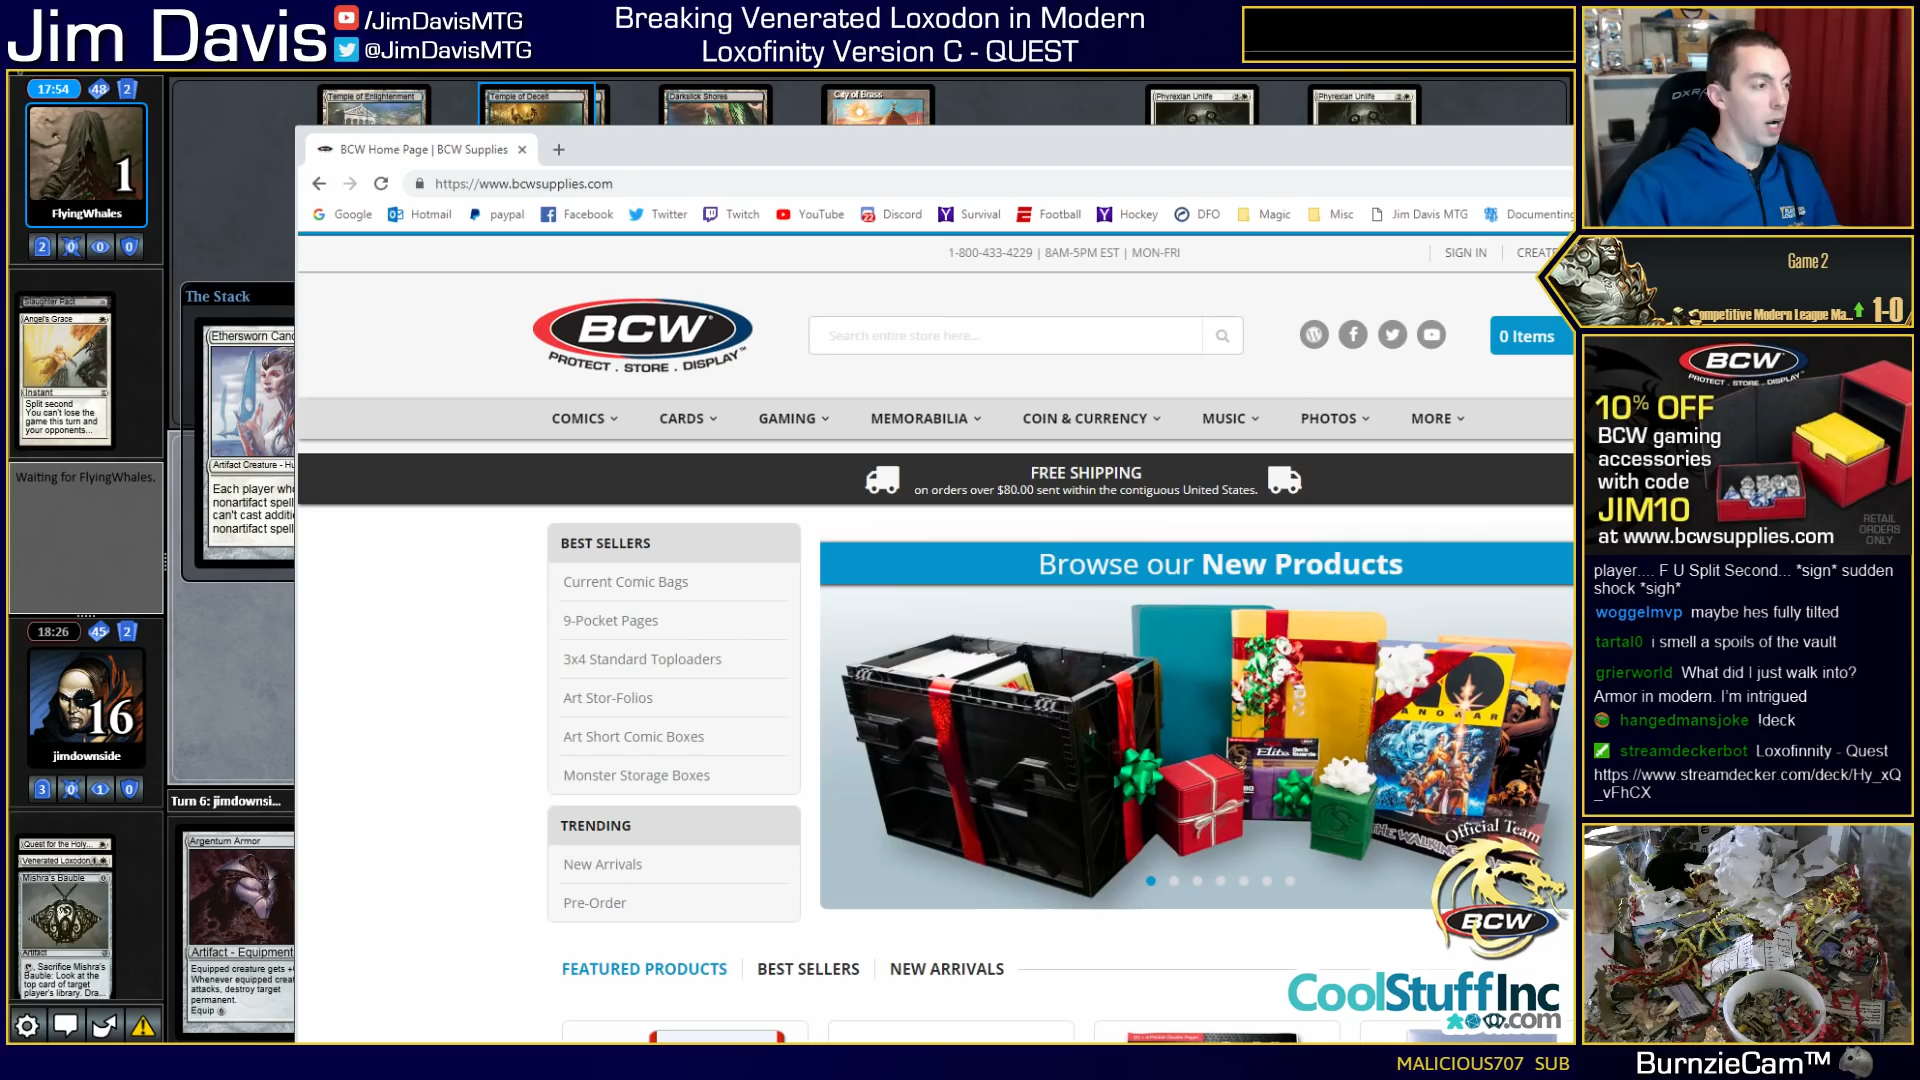 Jim Davis
/JimDavisMTG
@JimDavisMTG
Breaking Venerated Loxodon in Modern
Loxofinity Version C - QUEST
17:54
48
2
1
FlyingWhales
2
0
0
0
Temple of Enlightenment
Temple of Deceit
Darkslick Shores
City of Brass
Phyrexian Unlife
Phyrexian Unlife
BCW Home Page | BCW Supplies
https://www.bcwsupplies.com
Google
Hotmail
paypal
Facebook
Twitter
Twitch
YouTube
Discord
Survival
Football
Hockey
DFO
Magic
Misc
Jim Davis MTG
Documenting
1-800-433-4229 | 8AM-5PM EST | MON-FRI
SIGN IN
CREATE
BCW
PROTECT . STORE . DISPLAY
Search entire store here...
0 Items
COMICS
CARDS
GAMING
MEMORABILIA
COIN & CURRENCY
MUSIC
PHOTOS
MORE
FREE SHIPPING
on orders over $80.00 sent within the contiguous United States.
BEST SELLERS
Current Comic Bags
9-Pocket Pages
3x4 Standard Toploaders
Art Stor-Folios
Art Short Comic Boxes
Monster Storage Boxes
TRENDING
New Arrivals
Pre-Order
Browse our New Products
Elite
THE WALKING
Official Team
BCW
FEATURED PRODUCTS
BEST SELLERS
NEW ARRIVALS
CoolStuffInc
.com
Slaughter Pact
Angel's Grace
Instant
Split second
You can't lose the
game this turn and
your opponents...
Waiting for FlyingWhales.
The Stack
Ethersworn Cano
Artifact Creature - Hu
Each player who
nonartifact spell
can't cast additi
nonartifact spell
18:26
45
2
16
jimdownside
3
0
1
0
Turn 6: jimdownsi...
Quest for the Holy...
Venerated Loxodon
Mishra's Bauble
Artifact
, Sacrifice Mishra's
Bauble: Look at the
top card of target
player's library. Dra...
Argentum Armor
Artifact - Equipment
Equipped creature gets +
Whenever equipped creat
attacks, destroy target
permanent.
Equip 6
DXR
Game 2
ompetitive Modern League Ma...
1-0
BCW
PROTECT . STORE . DISPLAY
10% OFF
BCW gaming
accessories
with code
JIM10
at www.bcwsupplies.com
RETAIL
ORDERS
ONLY
player.... F U Split Second... *sign* sudden
shock *sigh*
woggelmvp maybe hes fully tilted
tartal0 i smell a spoils of the vault
grierworld What did I just walk into?
Armor in modern. I'm intrigued
hangedmansjoke !deck
streamdeckerbot Loxofinnity - Quest
https://www.streamdecker.com/deck/Hy_xQ
_vFhCX
MALICIOUS707 SUB
BurnzieCam™